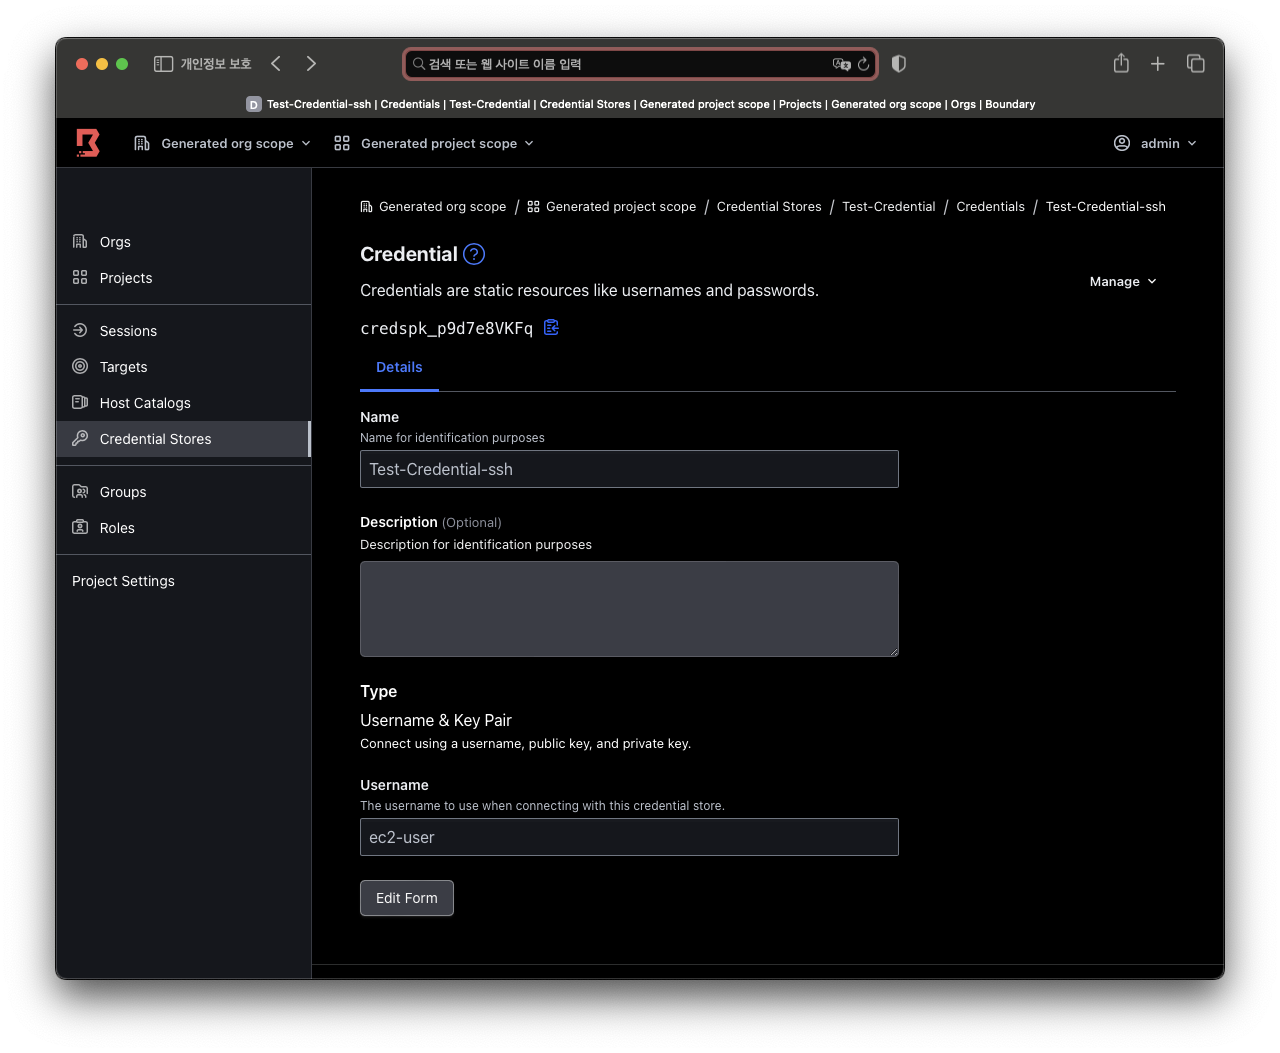 개인정보 보호
검색 또는 웹 사이트 이름 입력
D Test-Credential-ssh | Credentials | Test-Credential | Credential Stores | Generated project scope | Projects | Generated org scope | Orgs | Boundary
Generated org scope
Generated project scope
admin
Orgs
Projects
Sessions
Targets
Host Catalogs
Credential Stores
Groups
Roles
Project Settings
Generated org scope / Generated project scope / Credential Stores / Test-Credential / Credentials / Test-Credential-ssh
Credential ?
Manage
Credentials are static resources like usernames and passwords.
credspk_p9d7e8VKFq
Details
Name
Name for identification purposes
Test-Credential-ssh
Description (Optional)
Description for identification purposes
Type
Username & Key Pair
Connect using a username, public key, and private key.
Username
The username to use when connecting with this credential store.
ec2-user
Edit Form